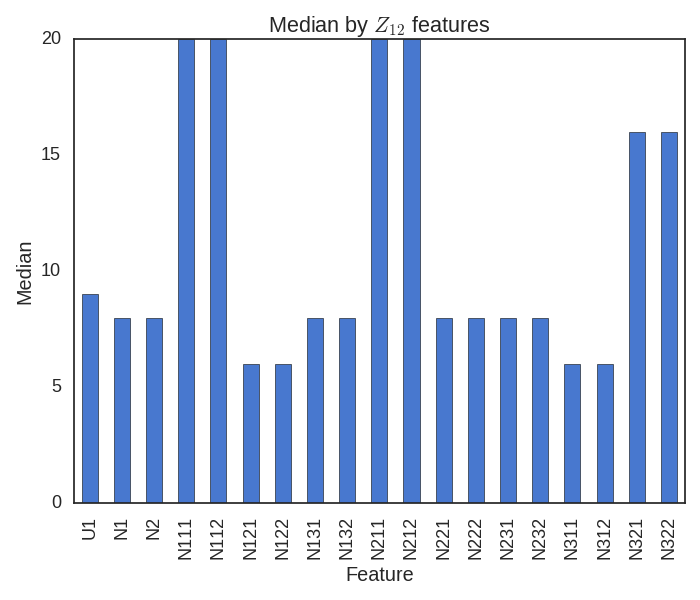 Median by Z12 features
20
15
10
5
0
Median
U1
N1
N2
N111
N112
N121
N122
N131
N132
N211
N212
N221
N222
N231
N232
N311
N312
N321
N322
Feature